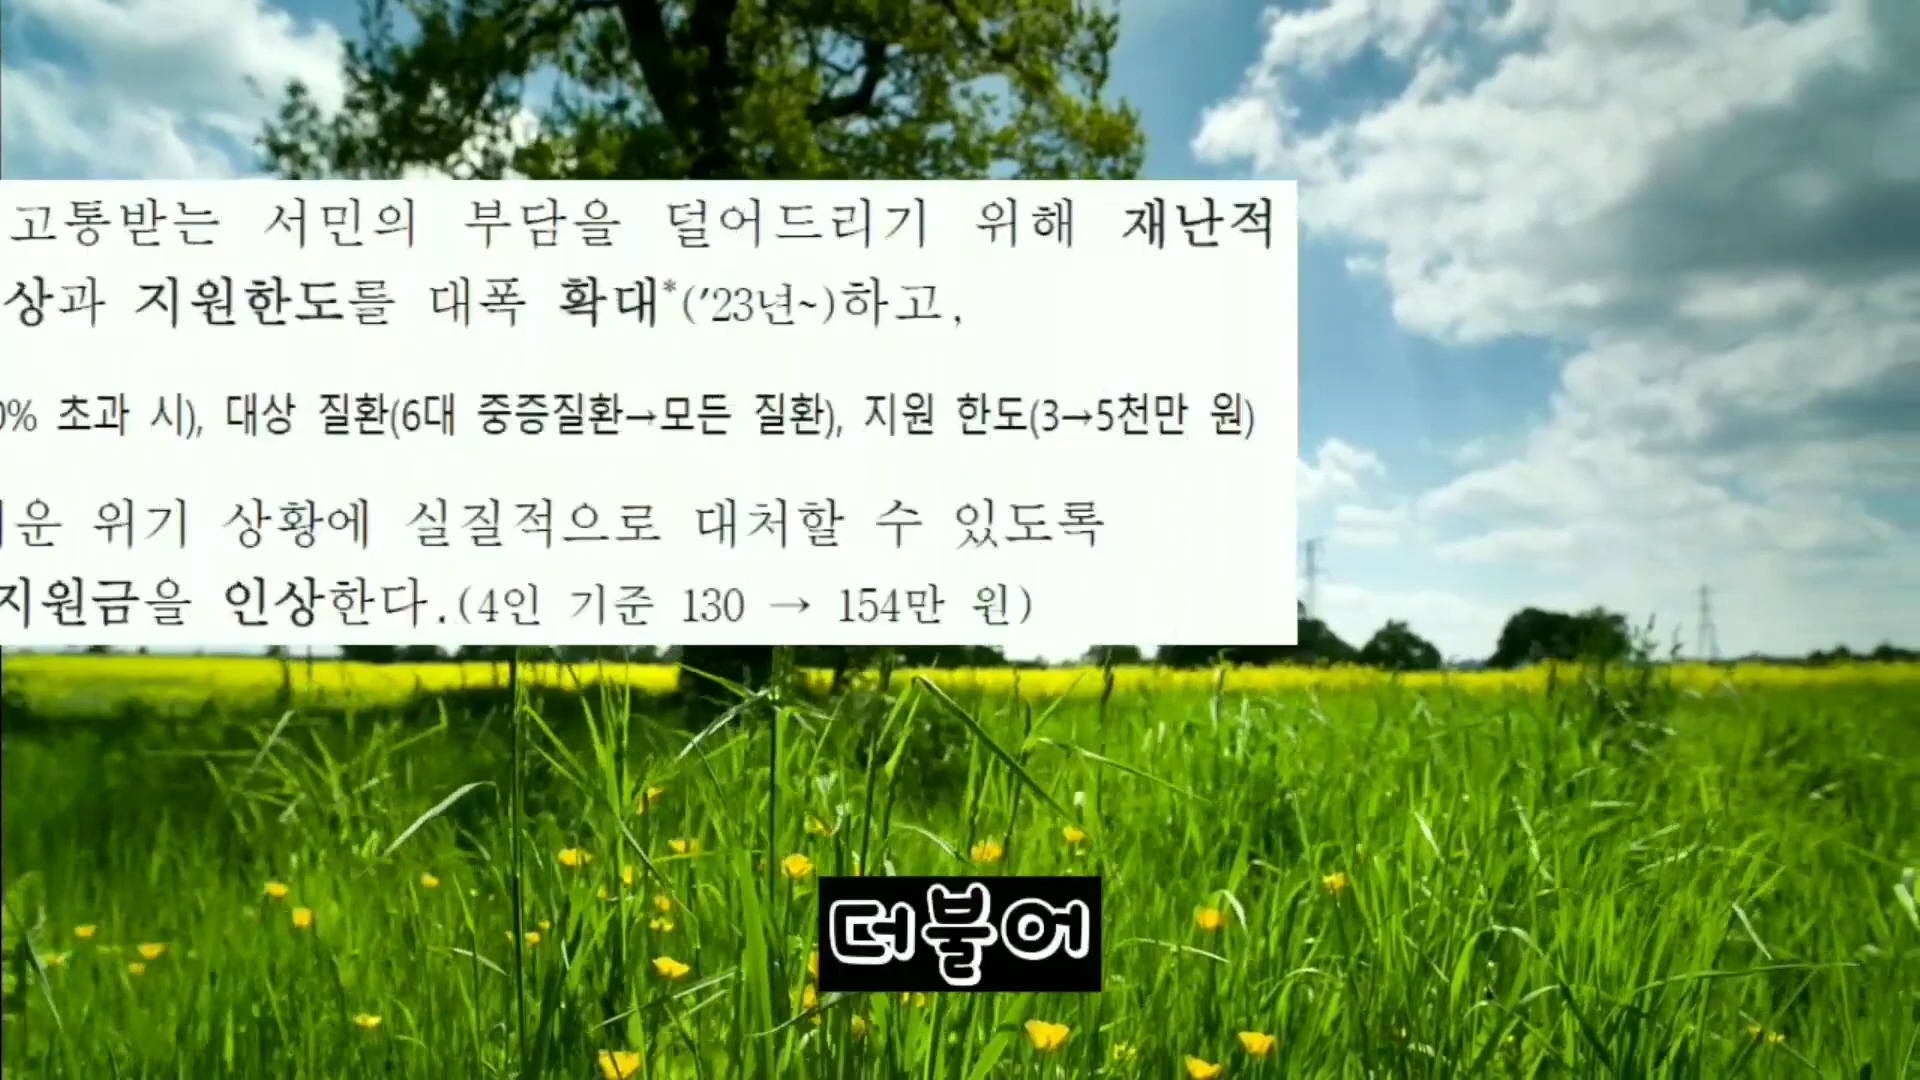 고통받는 서민의 부담을 덜어드리기 위해 재난적
상과 지원한도를 대폭 확대*(’23년~)하고,
0% 초과 시), 대상 질환(6대 중증질환→모든 질환), 지원 한도(3→5천만 원)
운 위기 상황에 실질적으로 대처할 수 있도록
지원금을 인상한다.(4인 기준 130 → 154만 원)
더불어